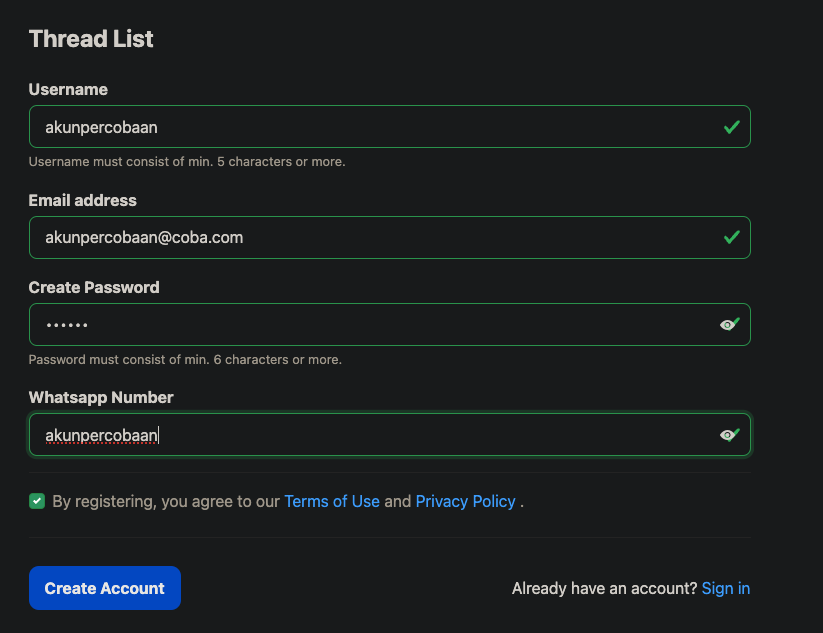 Thread List
Username
akunpercobaan
Username must consist of min. 5 characters or more.
Email address
akunpercobaan@coba.com
Create Password
••••••
Password must consist of min. 6 characters or more.
Whatsapp Number
akunpercobaan
By registering, you agree to our Terms of Use and Privacy Policy .
Create Account
Already have an account? Sign in